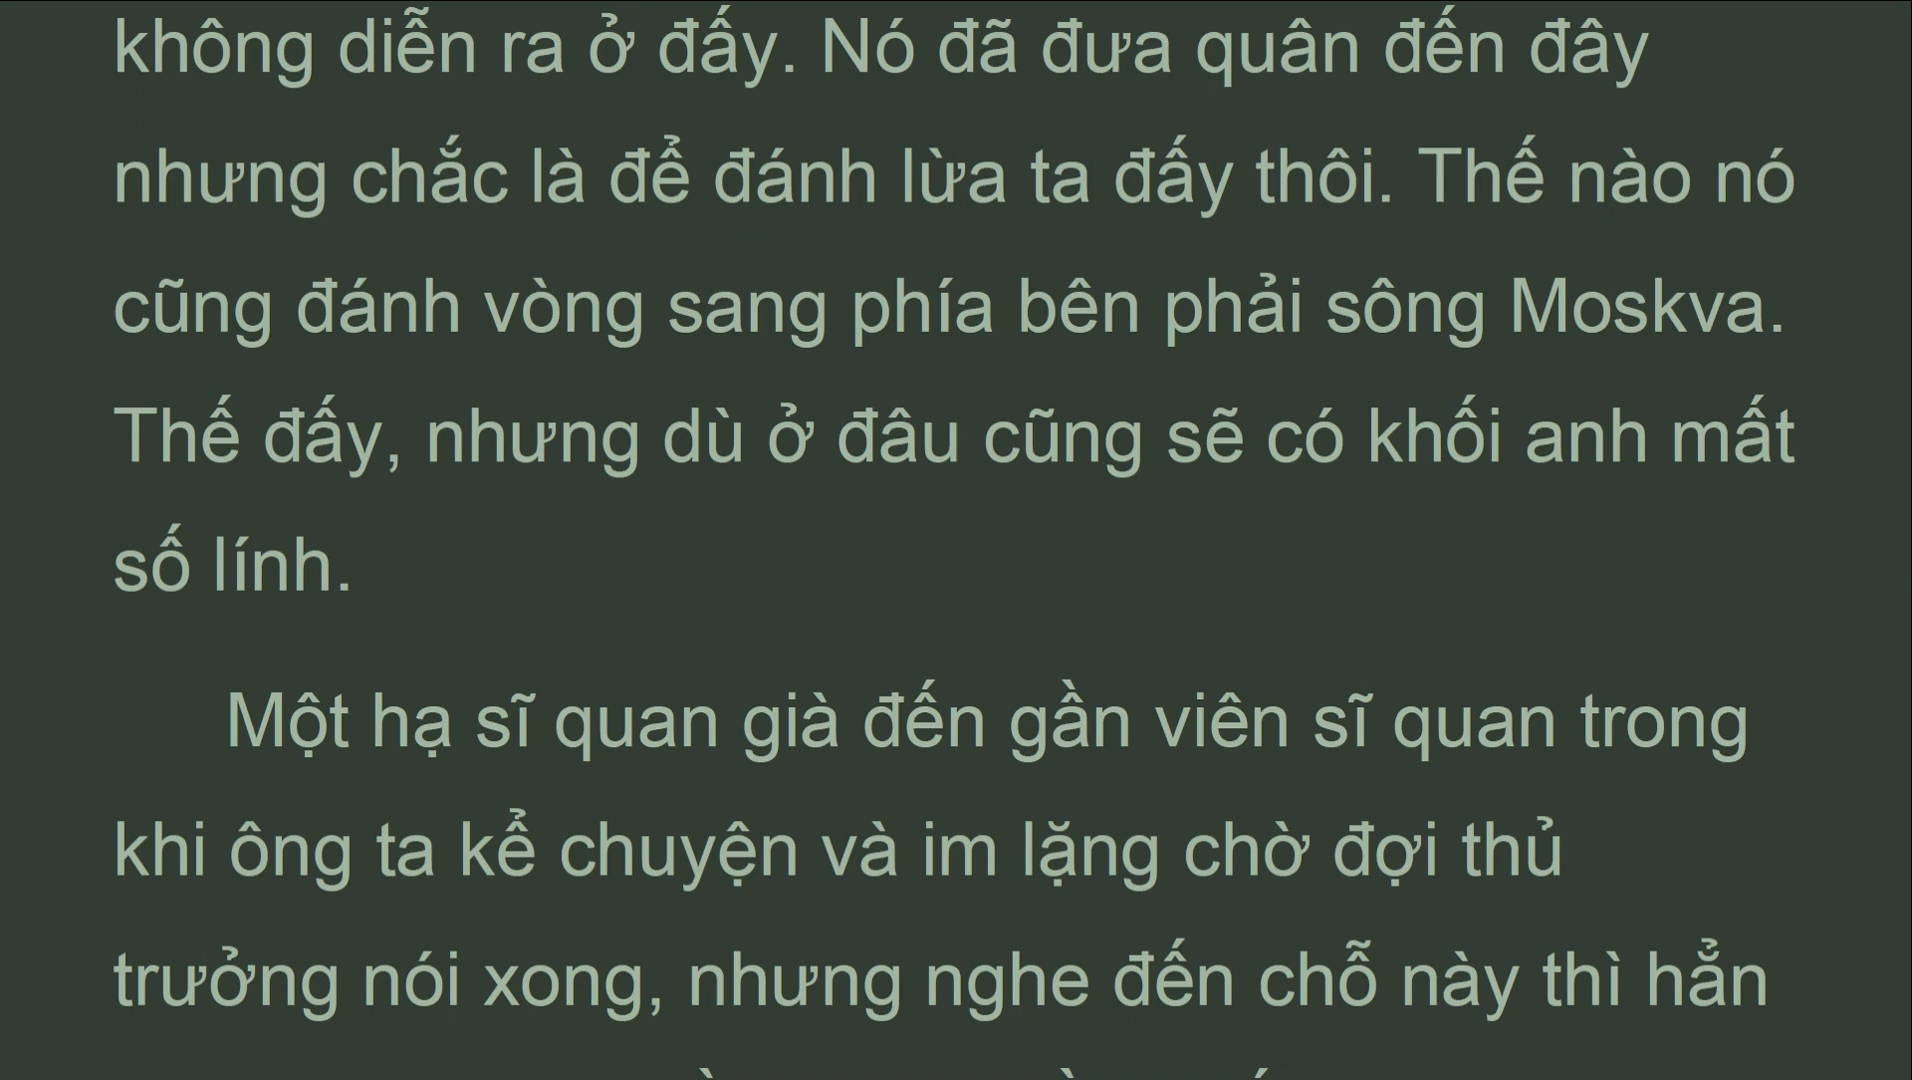 không diễn ra ở đấy. Nó đã đưa quân đến đây
nhưng chắc là để đánh lừa ta đấy thôi. Thế nào nó
cũng đánh vòng sang phía bên phải sông Moskva.
Thế đấy, nhưng dù ở đâu cũng sẽ có khối anh mất
số lính.
Một hạ sĩ quan già đến gần viên sĩ quan trong
khi ông ta kể chuyện và im lặng chờ đợi thủ
trưởng nói xong, nhưng nghe đến chỗ này thì hẳn